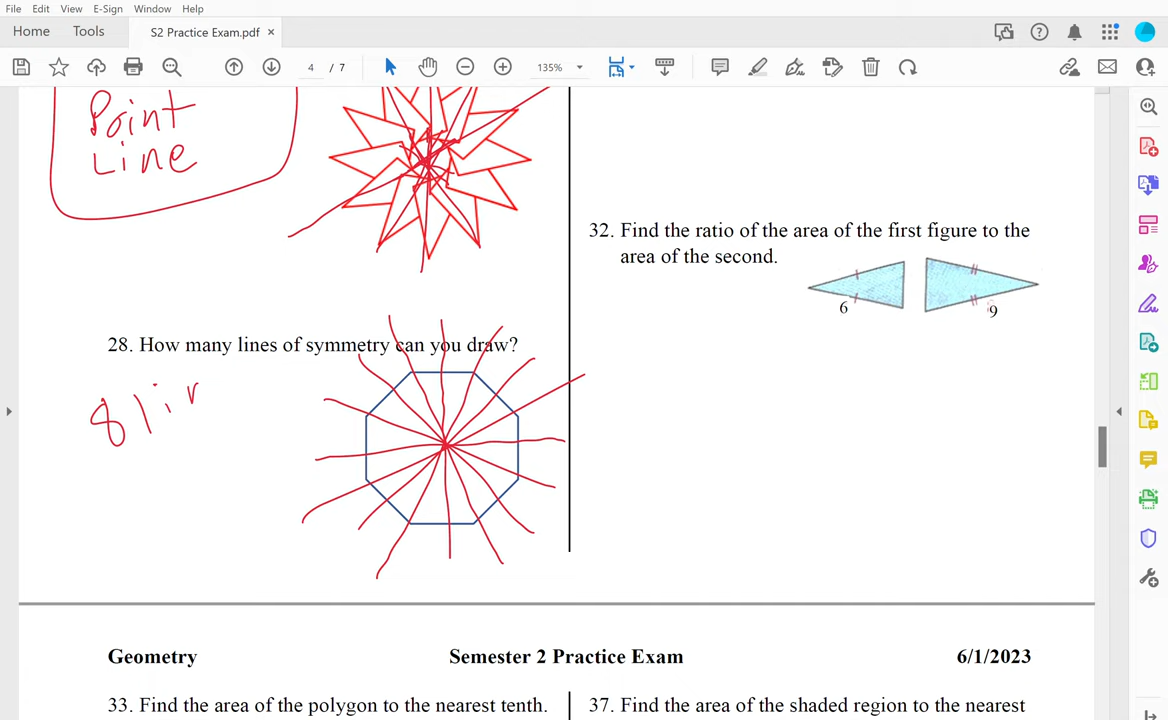 File Edit View E-Sign Window Help
Home Tools S2 Practice Exam.pdf ×
4 / 7 135%
Point
Line
28. How many lines of symmetry can you draw?
8 lin
32. Find the ratio of the area of the first figure to the
area of the second.
6 9
Geometry Semester 2 Practice Exam 6/1/2023
33. Find the area of the polygon to the nearest tenth.
37. Find the area of the shaded region to the nearest